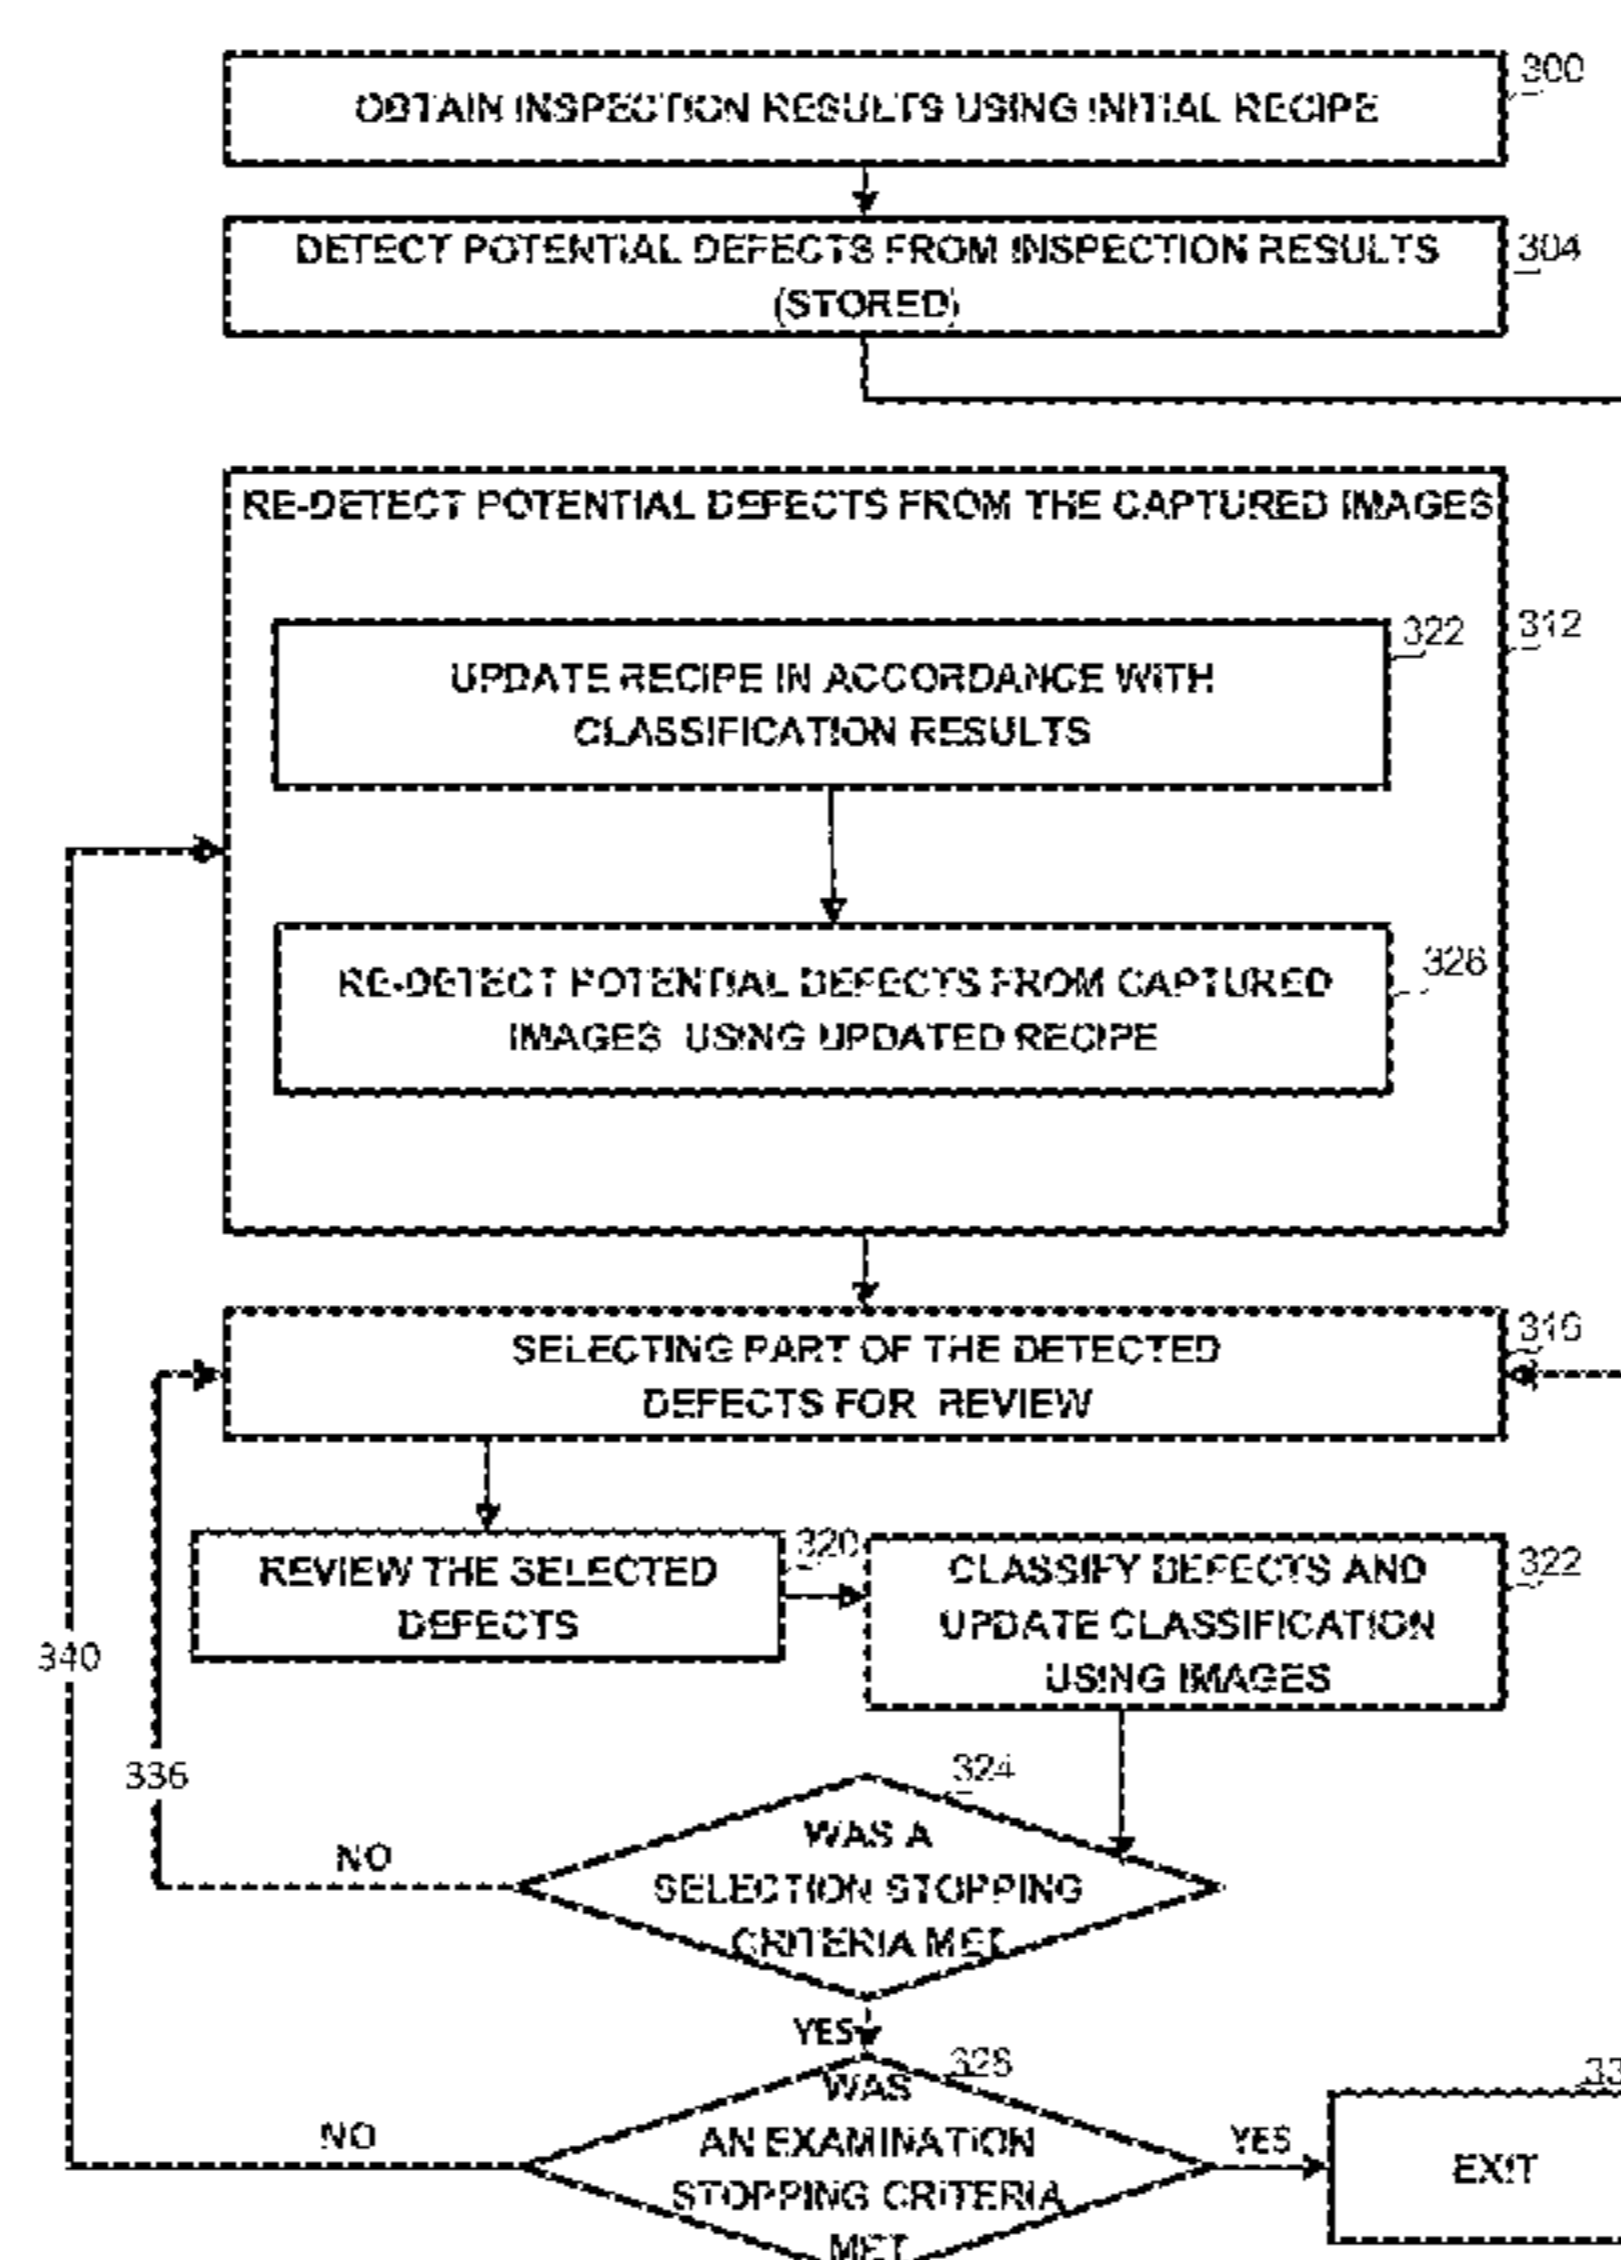 300
OBTAIN INSPECTION RESULTS USING INITIAL RECIPE
DETECT POTENTIAL DEFECTS FROM INSPECTION RESULTS
(STORED)
304
RE-DETECT POTENTIAL DEFECTS FROM THE CAPTURED IMAGES
312
322
UPDATE RECIPE IN ACCORDANCE WITH
CLASSIFICATION RESULTS
326
RE-DETECT POTENTIAL DEFECTS FROM CAPTURED
IMAGES USING UPDATED RECIPE
316
SELECTING PART OF THE DETECTED
DEFECTS FOR REVIEW
320
REVIEW THE SELECTED
DEFECTS
322
CLASSIFY DEFECTS AND
UPDATE CLASSIFICATION
USING IMAGES
340
336
324
WAS A
SELECTION STOPPING
CRITERIA MET
NO
YES
328
WAS
AN EXAMINATION
STOPPING CRITERIA
MET
NO
YES
EXIT